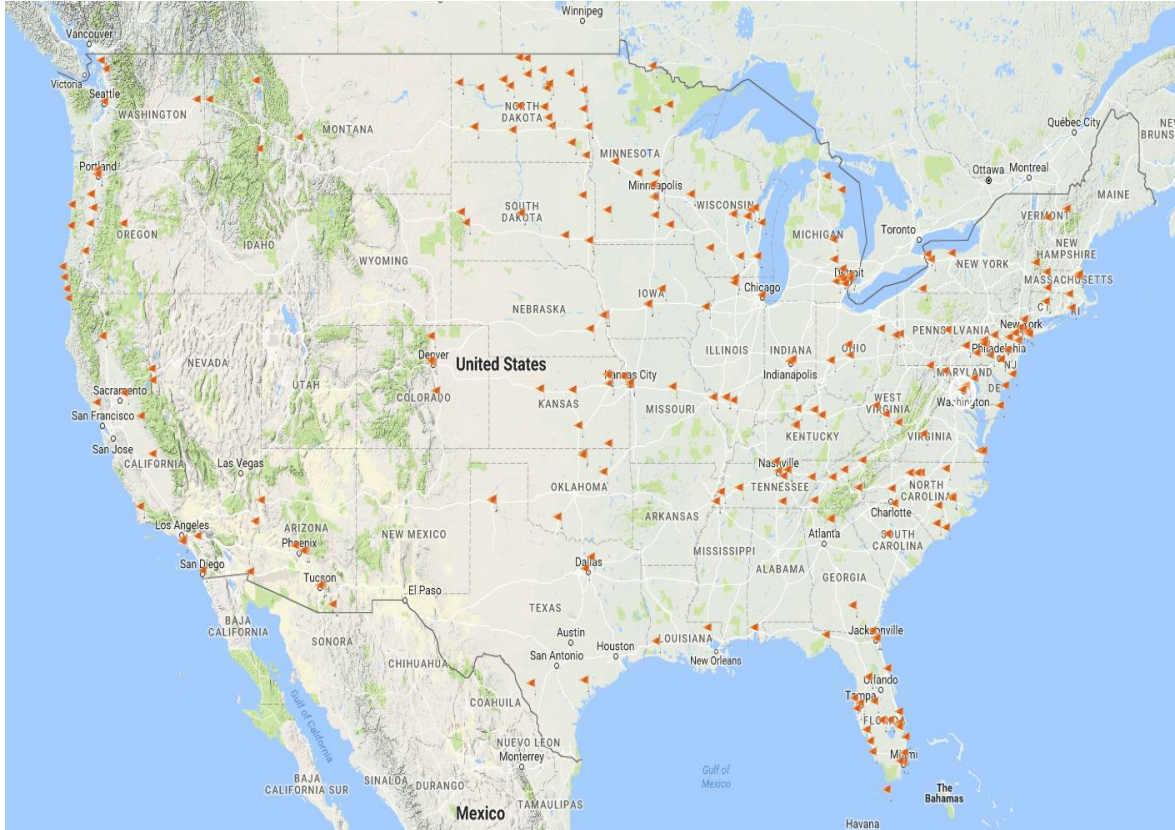 Winnipeg
Vancouver
Victoria
Seattle
WASHINGTON
MONTANA
NORTH
DAKOTA
Québec City
NEW
BRUNS
Ottawa
Montreal
MAINE
Portland
MINNESOTA
Minneapolis
OREGON
IDAHO
SOUTH
DAKOTA
WISCONSIN
MICHIGAN
Toronto
VERMONT
NEW
HAMPSHIRE
WYOMING
NEW YORK
MASSACHUSETTS
Detroit
CT
RI
IOWA
Chicago
NEBRASKA
PENNSYLVANIA
New York
NEVADA
Denver
United States
ILLINOIS
INDIANA
OHIO
Philadelphia
Indianapolis
MARYLAND
NJ
UTAH
Kansas City
Sacramento
COLORADO
KANSAS
MISSOURI
WEST
VIRGINIA
DE
Washington
San Francisco
San Jose
KENTUCKY
VIRGINIA
CALIFORNIA
Las Vegas
Nashville
TENNESSEE
OKLAHOMA
NORTH
CAROLINA
Charlotte
ARKANSAS
Los Angeles
ARIZONA
Phoenix
NEW MEXICO
Atlanta
SOUTH
CAROLINA
MISSISSIPPI
San Diego
Dallas
ALABAMA
Tucson
GEORGIA
El Paso
TEXAS
BAJA
CALIFORNIA
SONORA
Austin
Houston
LOUISIANA
Jacksonville
San Antonio
New Orleans
CHIHUAHUA
COAHUILA
Orlando
Tampa
Gulf of California
FLORIDA
NUEVO LEON
Monterrey
Miami
Gulf of
Mexico
BAJA
CALIFORNIA SUR
SINALOA
DURANGO
The
Bahamas
TAMAULIPAS
Mexico
Havana